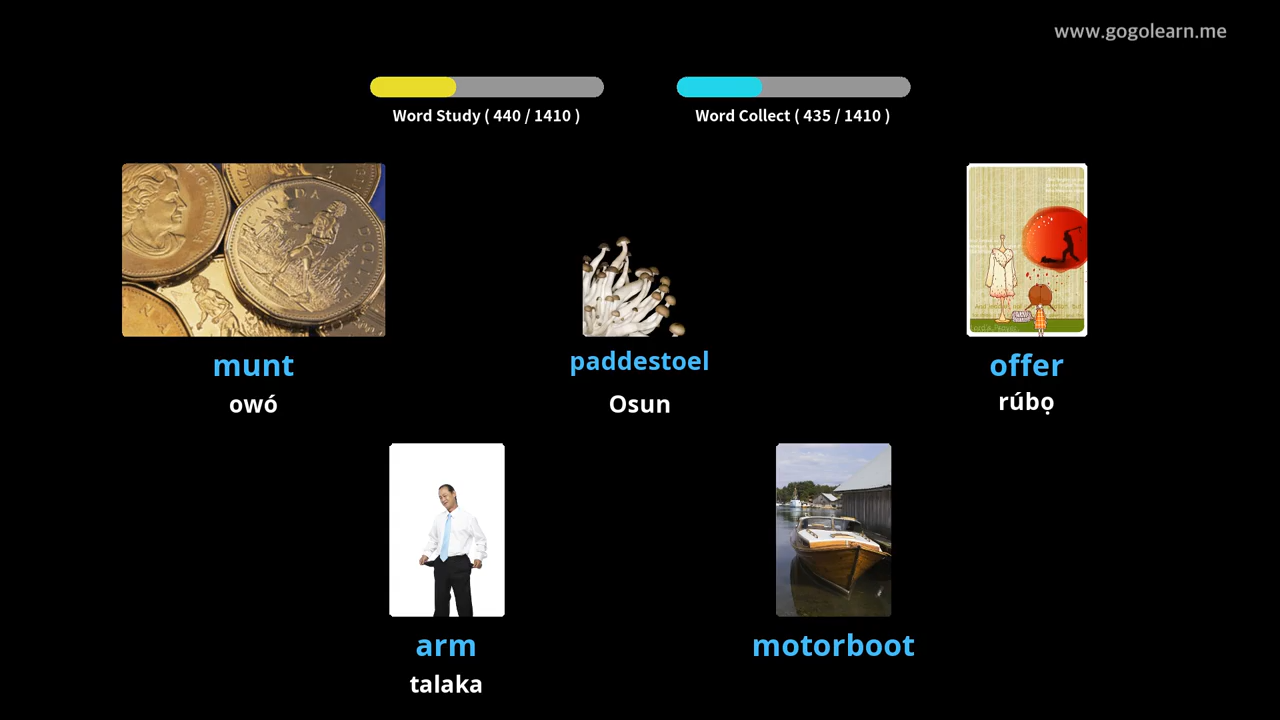 www.gogolearn.me
Word Study ( 440 / 1410 )
Word Collect ( 435 / 1410 )
munt
paddestoel
offer
owó
Osun
rúbọ
arm
motorboot
talaka